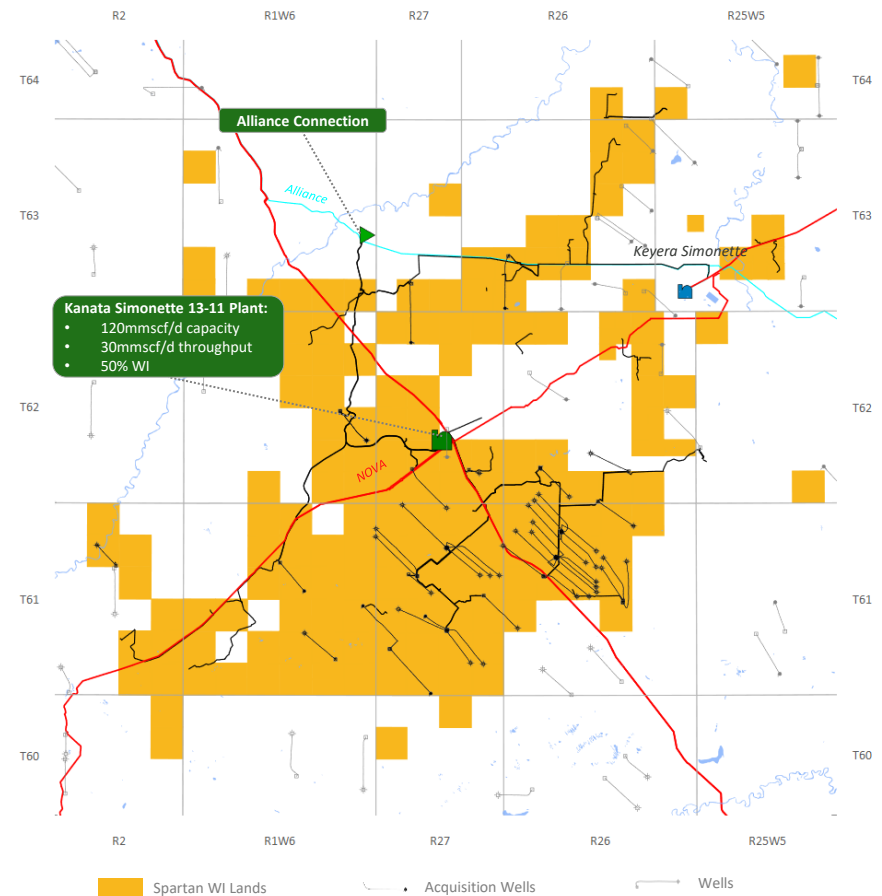 R2 R1W6 R27 R26 R25W5
T64 T64
Alliance Connection
Alliance
T63 T63
Keyera Simonette
Kanata Simonette 13-11 Plant:
• 120mmscf/d capacity
• 30mmscf/d throughput
• 50% WI
T62 T62
NOVA
T61 T61
T60 T60
R2 R1W6 R27 R26 R25W5
Spartan WI Lands Acquisition Wells Wells